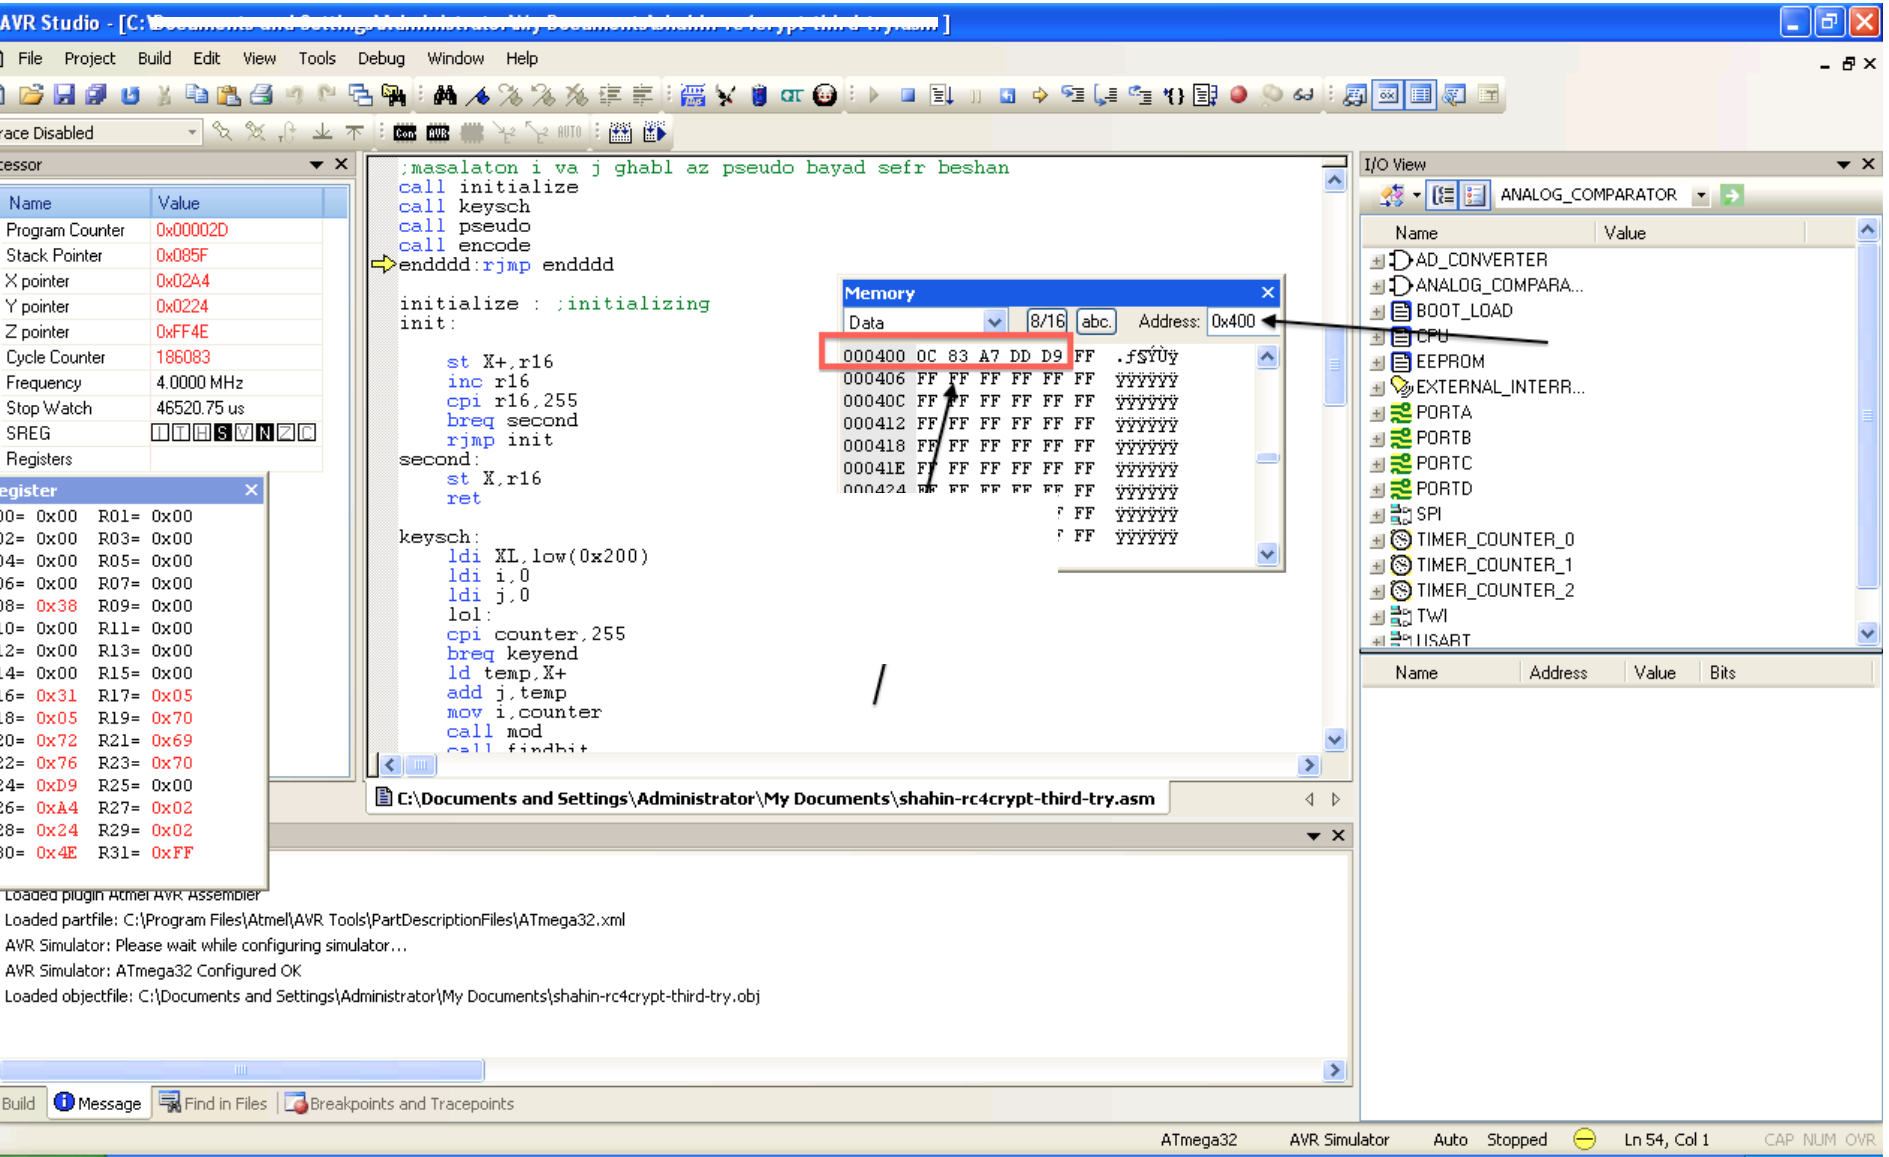 AVR Studio - [C:\Documents and Settings\Administrator\My Documents\shahin-rc4crypt-third-try.asm ]
File Project Build Edit View Tools Debug Window Help
race Disabled
Con AVR AUTO
cessor
Name Value
Program Counter 0x00002D
Stack Pointer 0x085F
X pointer 0x02A4
Y pointer 0x0224
Z pointer 0xFF4E
Cycle Counter 186083
Frequency 4.0000 MHz
Stop Watch 46520.75 us
SREG I T H S V N Z C
Registers
egister
00= 0x00 R01= 0x00
02= 0x00 R03= 0x00
04= 0x00 R05= 0x00
06= 0x00 R07= 0x00
08= 0x38 R09= 0x00
10= 0x00 R11= 0x00
12= 0x00 R13= 0x00
14= 0x00 R15= 0x00
16= 0x31 R17= 0x05
18= 0x05 R19= 0x70
20= 0x72 R21= 0x69
22= 0x76 R23= 0x70
24= 0xD9 R25= 0x00
26= 0xA4 R27= 0x02
28= 0x24 R29= 0x02
30= 0x4E R31= 0xFF
;masalaton i va j ghabl az pseudo bayad sefr beshan
call initialize
call keysch
call pseudo
call encode
endddd:rjmp endddd
initialize : ;initializing
init:
st X+,r16
inc r16
cpi r16,255
breq second
rjmp init
second:
st X,r16
ret
keysch:
ldi XL,low(0x200)
ldi i,0
ldi j,0
lol:
cpi counter,255
breq keyend
ld temp,X+
add j,temp
mov i,counter
call mod
call findbit
Memory
Data 8/16 abc. Address: 0x400
000400 0C 83 A7 DD D9 FF .ƒ§ÝÙÿ
000406 FF FF FF FF FF FF ÿÿÿÿÿÿ
00040C FF FF FF FF FF FF ÿÿÿÿÿÿ
000412 FF FF FF FF FF FF ÿÿÿÿÿÿ
000418 FF FF FF FF FF FF ÿÿÿÿÿÿ
00041E FF FF FF FF FF FF ÿÿÿÿÿÿ
000424 FF FF FF FF FF FF ÿÿÿÿÿÿ
F FF ÿÿÿÿÿÿ
F FF ÿÿÿÿÿÿ
C:\Documents and Settings\Administrator\My Documents\shahin-rc4crypt-third-try.asm
I/O View
ANALOG_COMPARATOR
Name Value
AD_CONVERTER
ANALOG_COMPARA...
BOOT_LOAD
CPU
EEPROM
EXTERNAL_INTERR...
PORTA
PORTB
PORTC
PORTD
SPI
TIMER_COUNTER_0
TIMER_COUNTER_1
TIMER_COUNTER_2
TWI
USART
Name Address Value Bits
Loaded plugin Atmel AVR Assembler
Loaded partfile: C:\Program Files\Atmel\AVR Tools\PartDescriptionFiles\ATmega32.xml
AVR Simulator: Please wait while configuring simulator...
AVR Simulator: ATmega32 Configured OK
Loaded objectfile: C:\Documents and Settings\Administrator\My Documents\shahin-rc4crypt-third-try.obj
Build Message Find in Files Breakpoints and Tracepoints
ATmega32 AVR Simulator Auto Stopped Ln 54, Col 1 CAP NUM OVR